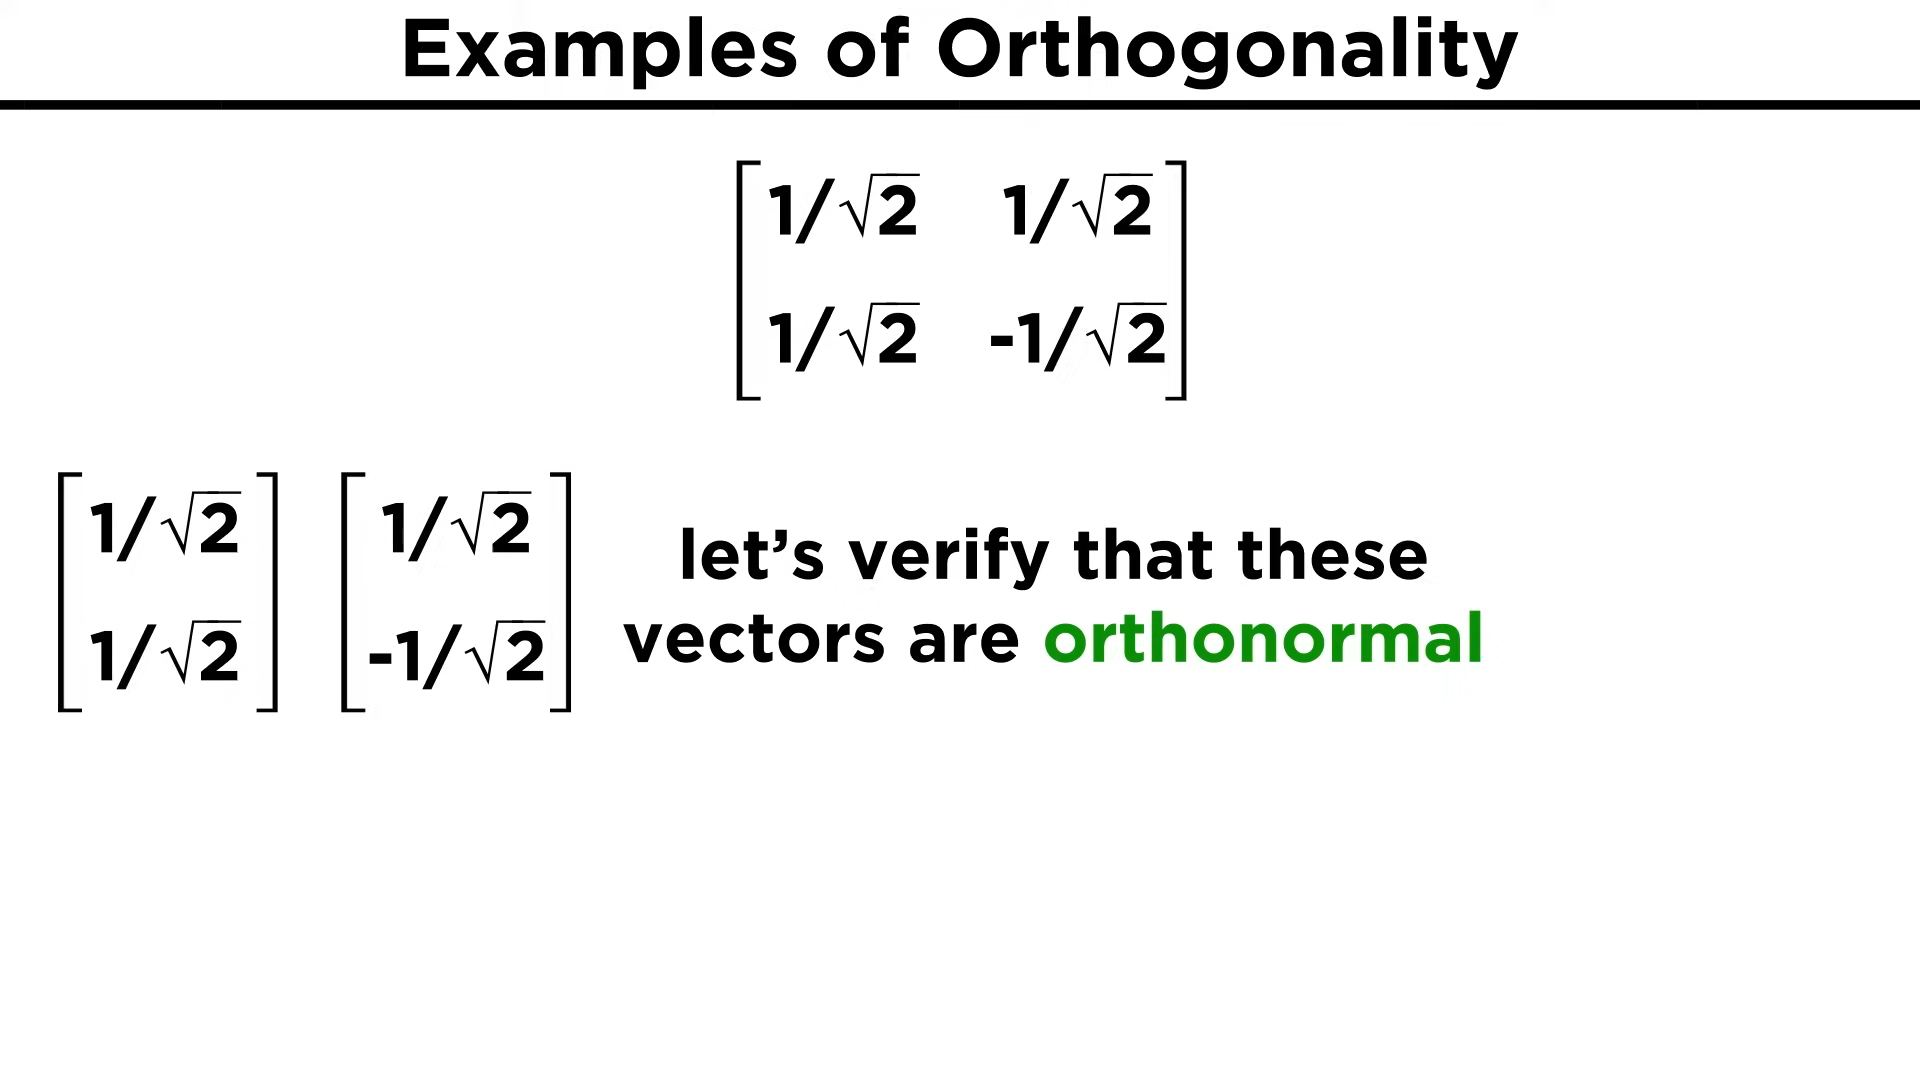 Examples of Orthogonality
1/√2 1/√2
1/√2 -1/√2
1/√2 1/√2
1/√2 -1/√2
let’s verify that these
vectors are orthonormal